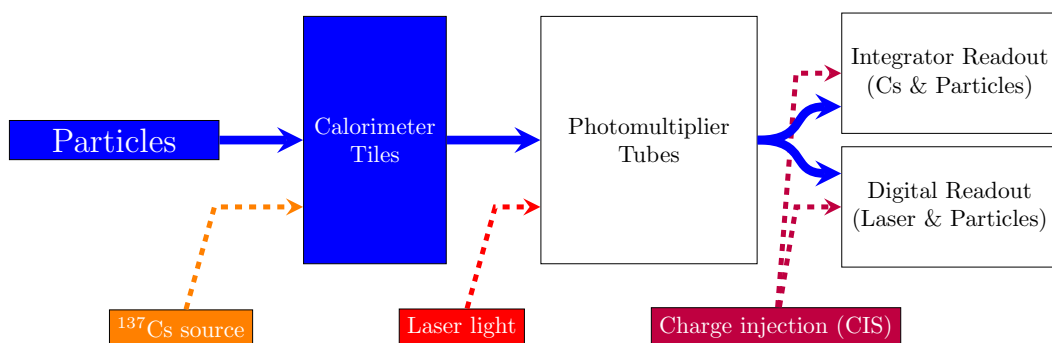 Particles
Calorimeter
Tiles
Photomultiplier
Tubes
Integrator Readout
(Cs & Particles)
Digital Readout
(Laser & Particles)
¹³⁷Cs source
Laser light
Charge injection (CIS)